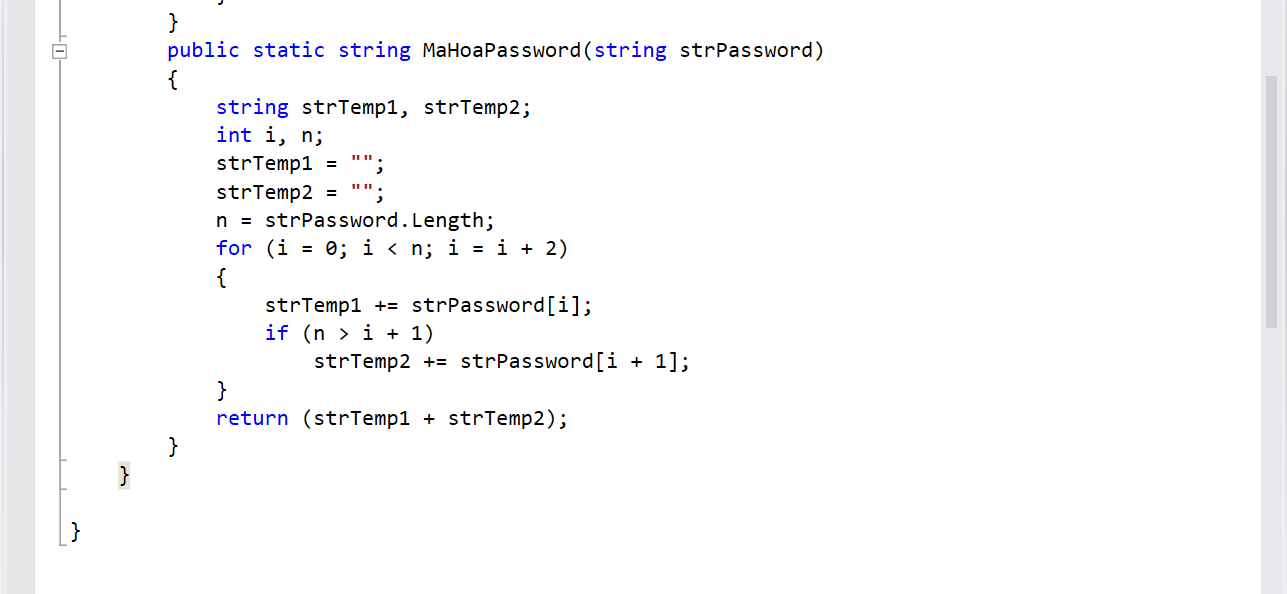 }
public static string MaHoaPassword(string strPassword)
{
string strTemp1, strTemp2;
int i, n;
strTemp1 = "";
strTemp2 = "";
n = strPassword.Length;
for (i = 0; i < n; i = i + 2)
{
strTemp1 += strPassword[i];
if (n > i + 1)
strTemp2 += strPassword[i + 1];
}
return (strTemp1 + strTemp2);
}
}
}